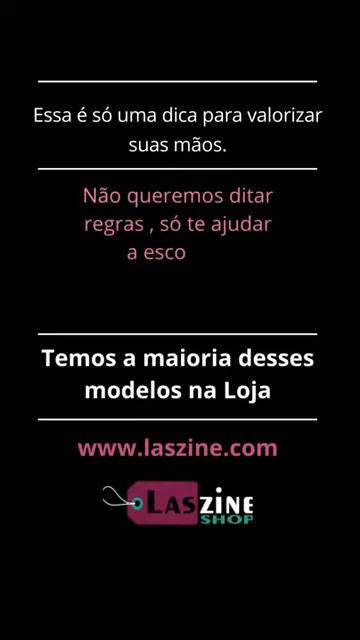 Essa é só uma dica para valorizar
suas mãos.
Não queremos ditar
regras , só te ajudar
a esco
Temos a maioria desses
modelos na Loja
www.laszine.com
LASZINE
SHOP